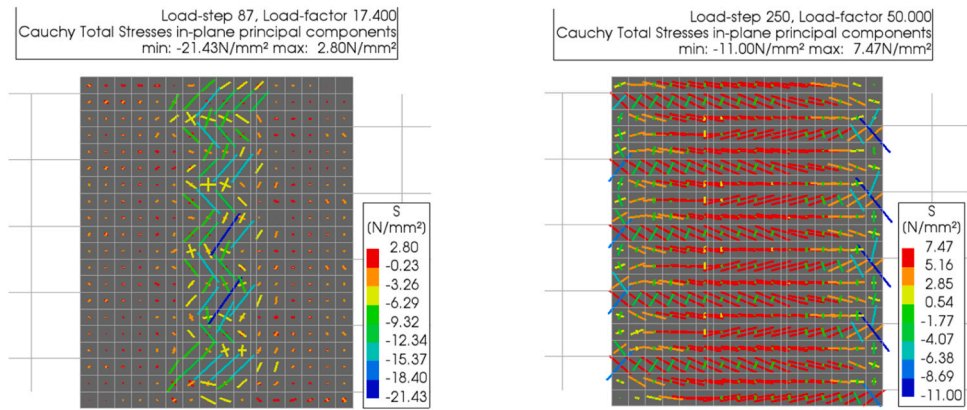 Load-step 87, Load-factor 17.400
Cauchy Total Stresses in-plane principal components
min: -21.43N/mm² max: 2.80N/mm²
S
(N/mm²)
2.80
-0.23
-3.26
-6.29
-9.32
-12.34
-15.37
-18.40
-21.43
Load-step 250, Load-factor 50.000
Cauchy Total Stresses in-plane principal components
min: -11.00N/mm² max: 7.47N/mm²
S
(N/mm²)
7.47
5.16
2.85
0.54
-1.77
-4.07
-6.38
-8.69
-11.00